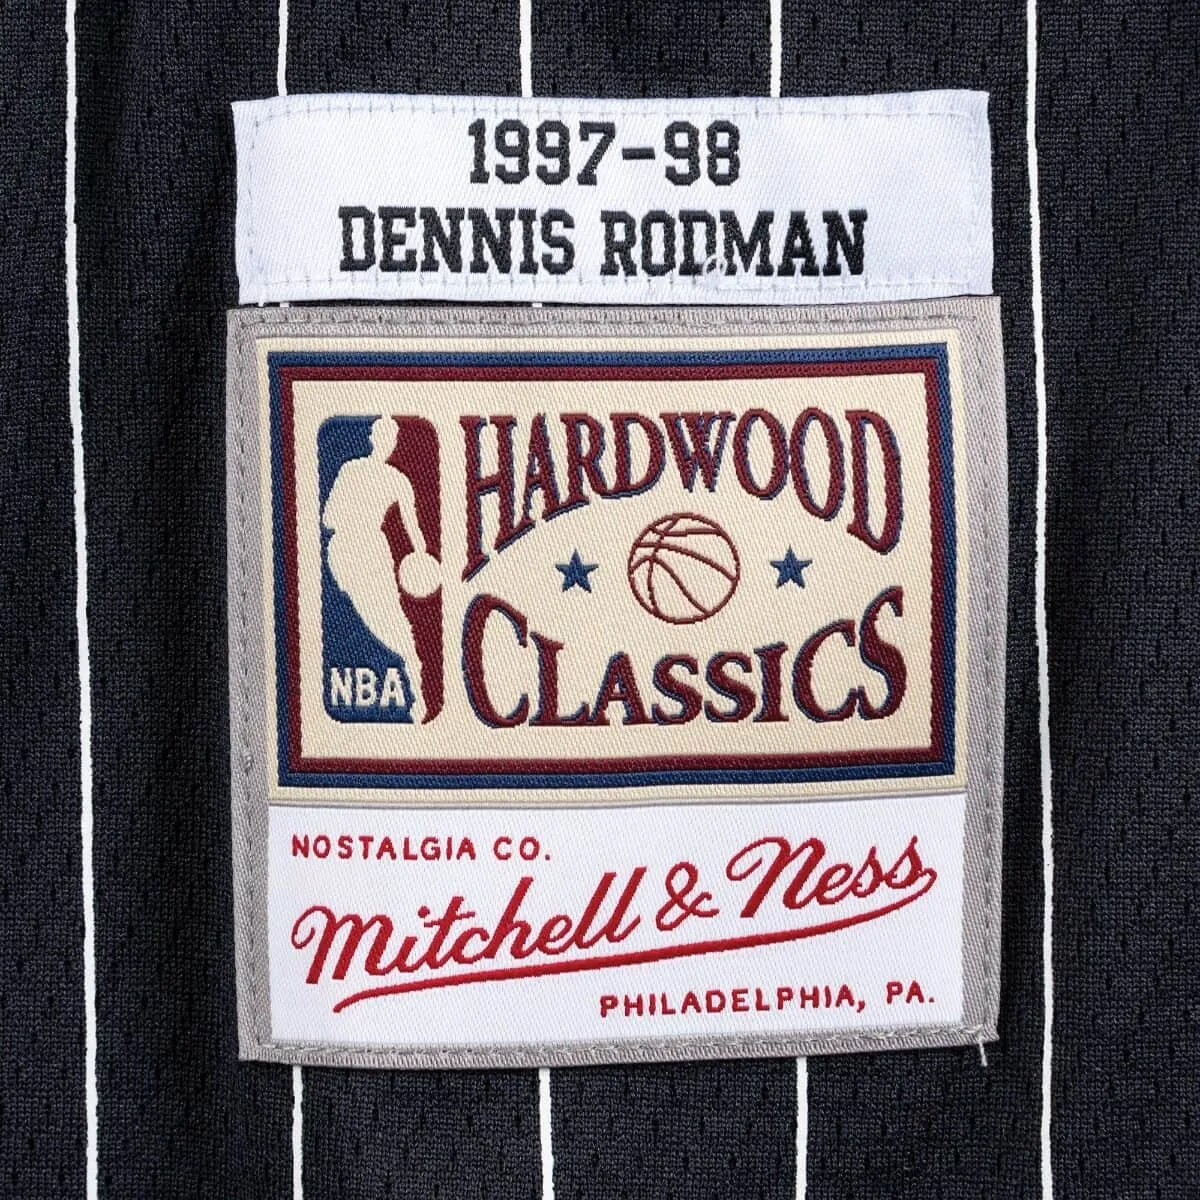 1997-98
DENNIS RODMAN
HARDWOOD
CLASSICS
NBA
NOSTALGIA CO.
Mitchell & Ness
PHILADELPHIA, PA.